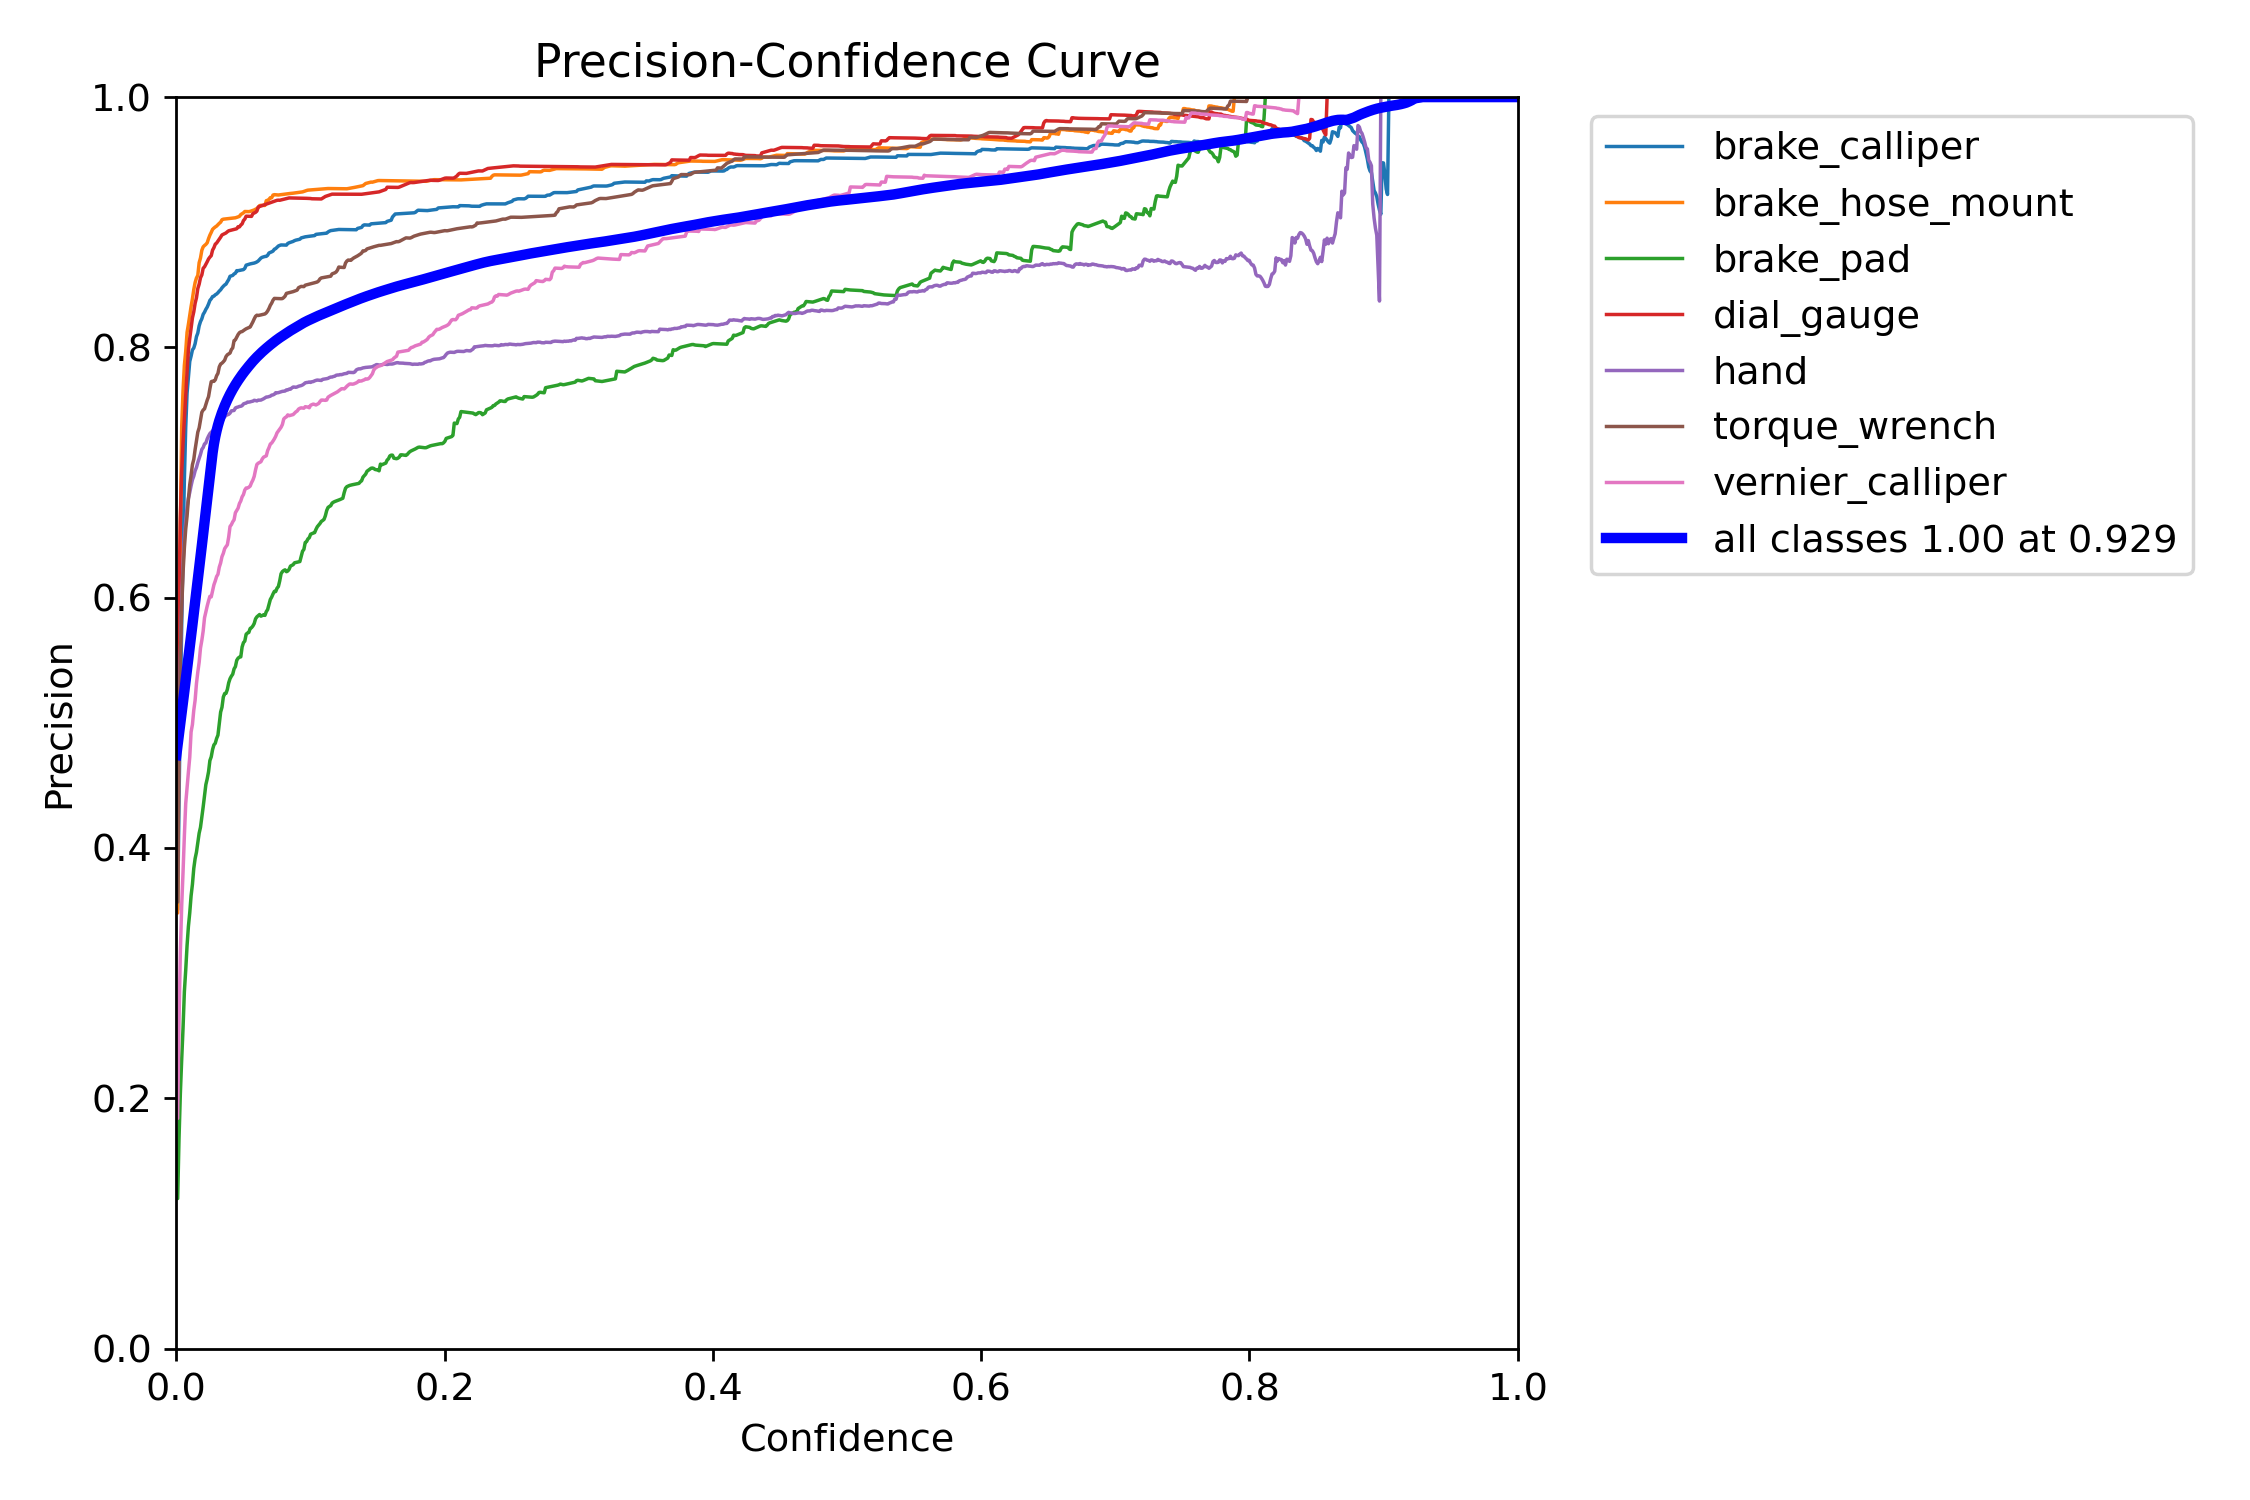 Precision-Confidence Curve
1.0
0.8
0.6
0.4
0.2
0.0
Precision
0.0 0.2 0.4 0.6 0.8 1.0
Confidence
brake_calliper
brake_hose_mount
brake_pad
dial_gauge
hand
torque_wrench
vernier_calliper
all classes 1.00 at 0.929